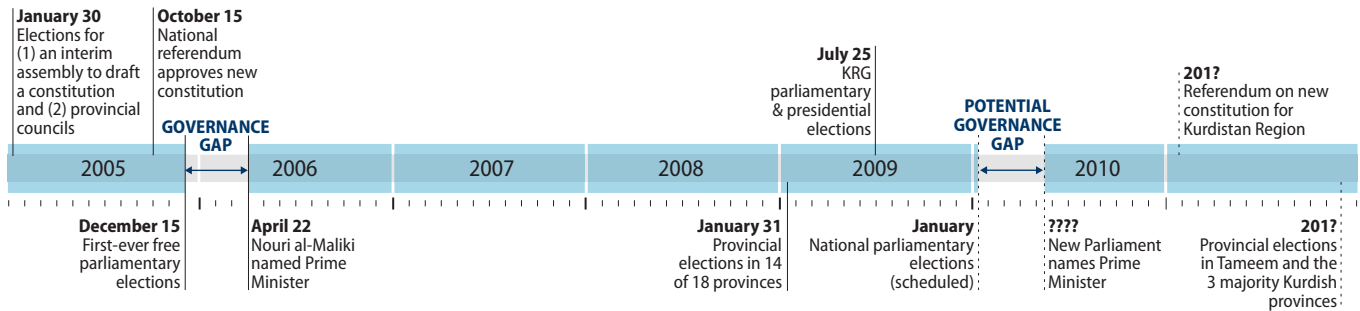 January 30
Elections for
(1) an interim
assembly to draft
a constitution
and (2) provincial
councils
October 15
National
referendum
approves new
constitution
GOVERNANCE
GAP
July 25
KRG
parliamentary
& presidential
elections
POTENTIAL
GOVERNANCE
GAP
201?
Referendum on new
constitution for
Kurdistan Region
2005
2006
2007
2008
2009
2010
December 15
First-ever free
parliamentary
elections
April 22
Nouri al-Maliki
named Prime
Minister
January 31
Provincial
elections in 14
of 18 provinces
January
National parliamentary
elections
(scheduled)
????
New Parliament
names Prime
Minister
201?
Provincial elections
in Tameem and the
3 majority Kurdish
provinces